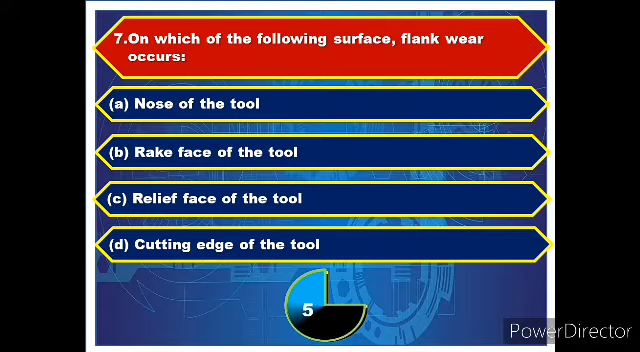 7.On which of the following surface, flank wear
occurs:
(a) Nose of the tool
(b) Rake face of the tool
(c) Relief face of the tool
(d) Cutting edge of the tool
5
PowerDirector